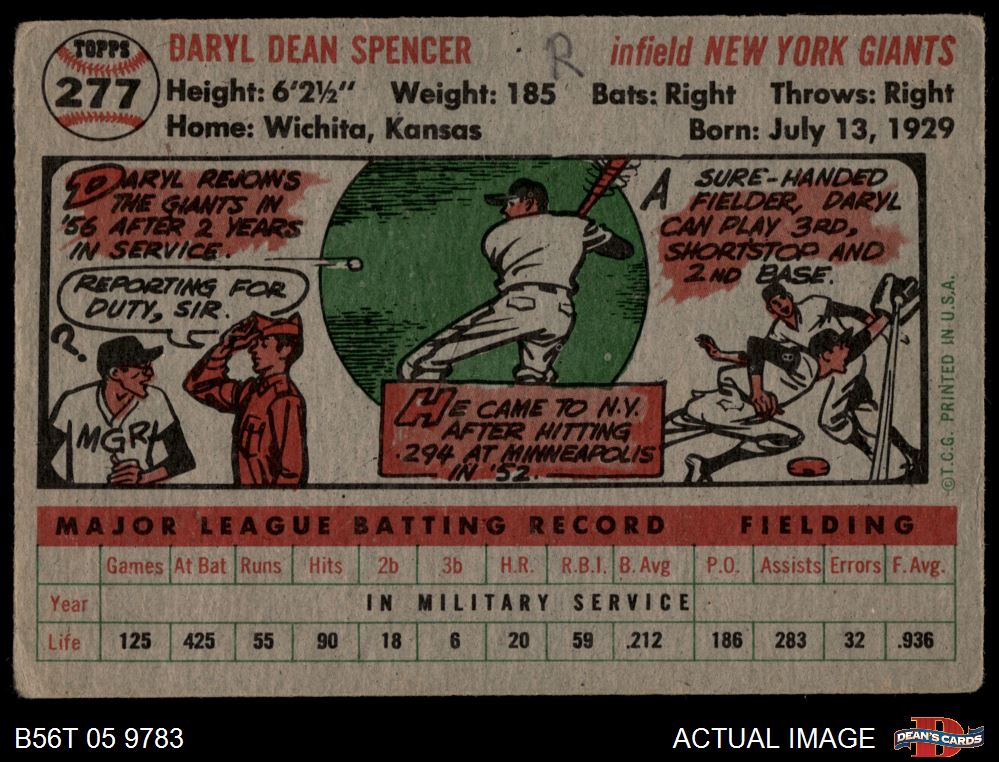 TOPPS
277
DARYL DEAN SPENCER
R
infield NEW YORK GIANTS
Height: 6'2½" Weight: 185 Bats: Right Throws: Right
Home: Wichita, Kansas Born: July 13, 1929
DARYL REJOINS
THE GIANTS IN
'56 AFTER 2 YEARS
IN SERVICE.
REPORTING FOR
DUTY, SIR.
?
MGR
HE CAME TO N.Y.
AFTER HITTING
.294 AT MINNEAPOLIS
IN '52.
A SURE-HANDED
FIELDER, DARYL
CAN PLAY 3RD,
SHORTSTOP AND
2ND BASE.
©T.C.G. PRINTED IN U.S.A.
MAJOR LEAGUE BATTING RECORD FIELDING
Games At Bat Runs Hits 2b 3b H.R. R.B.I. B. Avg P.O. Assists Errors F. Avg.
Year IN MILITARY SERVICE
Life 125 425 55 90 18 6 20 59 .212 186 283 32 .936
B56T 05 9783
ACTUAL IMAGE
DEAN'S CARDS